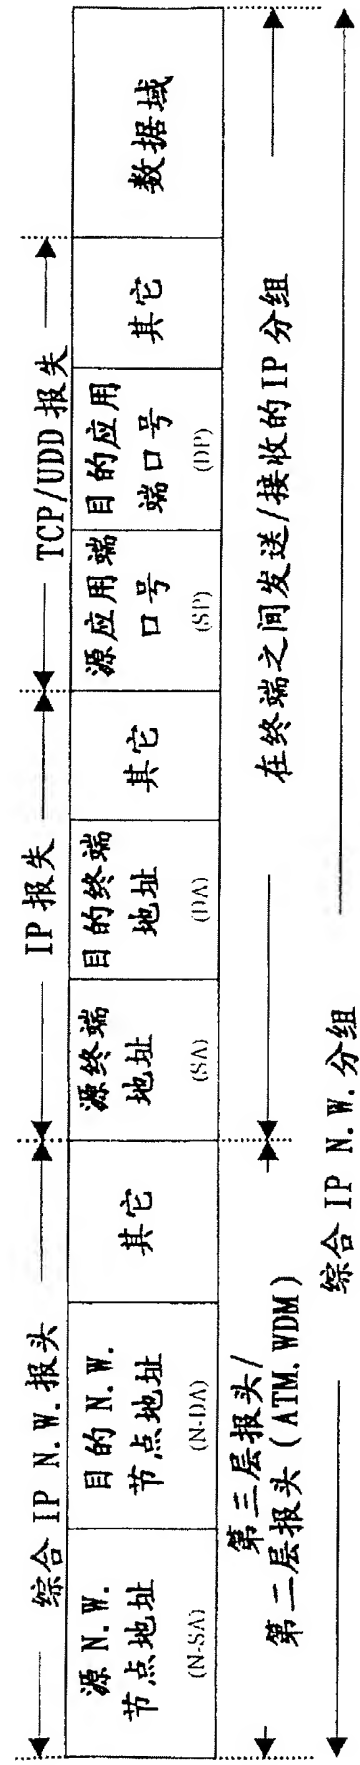 综合 IP N.W. 报头
IP 报失
TCP/UDD 报失
源 N.W.
节点地址
(N-SA)
目的 N.W.
节点地址
(N-DA)
其它
源终端
地址
(SA)
目的终端
地址
(DA)
其它
源应用端
口号
(SP)
目的应用
端口号
(DP)
其它
数据域
第三层报头/
第二层报头 (ATM.WDM)
在终端之间发送/接收的IP 分组
综合 IP N.W. 分组